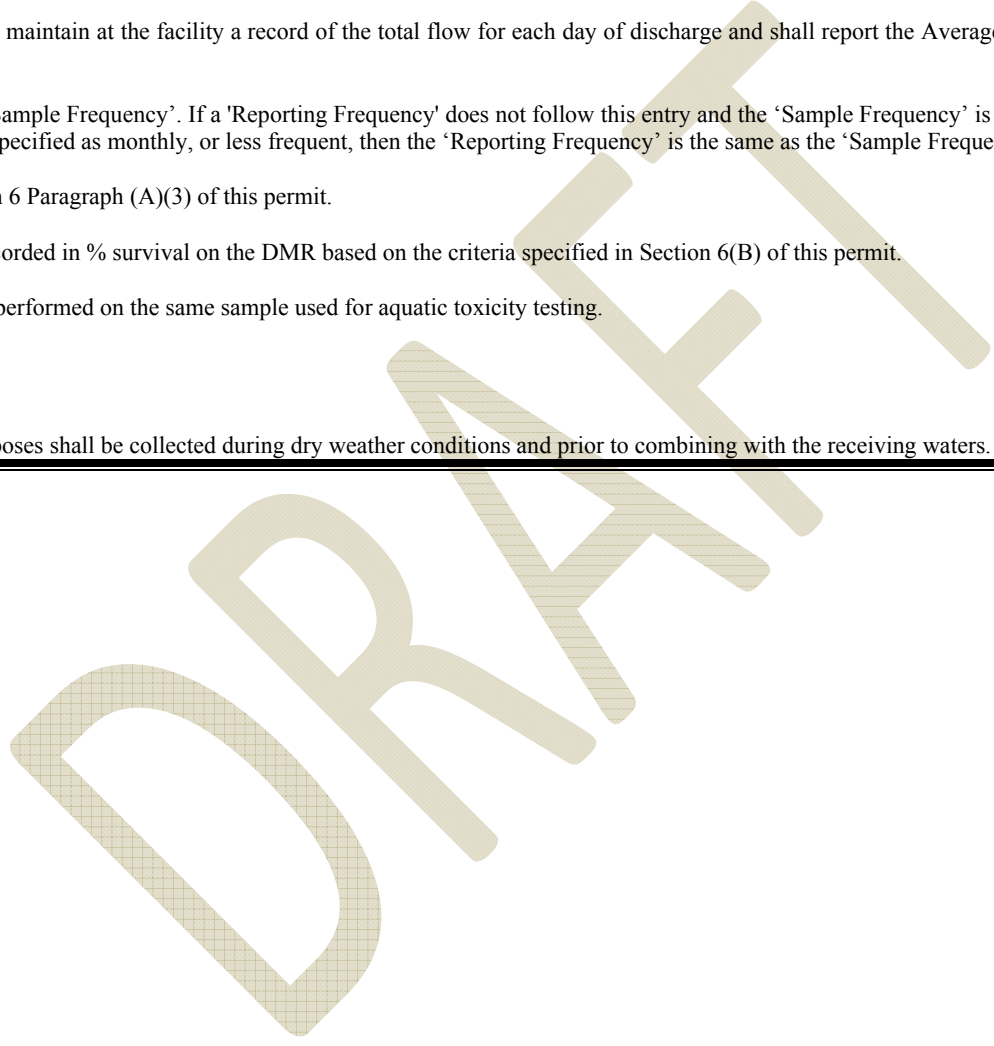 maintain at the facility a record of the total flow for each day of discharge and shall report the Average
ample Frequency’. If a 'Reporting Frequency' does not follow this entry and the ‘Sample Frequency’ is
pecified as monthly, or less frequent, then the ‘Reporting Frequency’ is the same as the ‘Sample Freque
6 Paragraph (A)(3) of this permit.
orded in % survival on the DMR based on the criteria specified in Section 6(B) of this permit.
performed on the same sample used for aquatic toxicity testing.
oses shall be collected during dry weather conditions and prior to combining with the receiving waters.
DRAFT